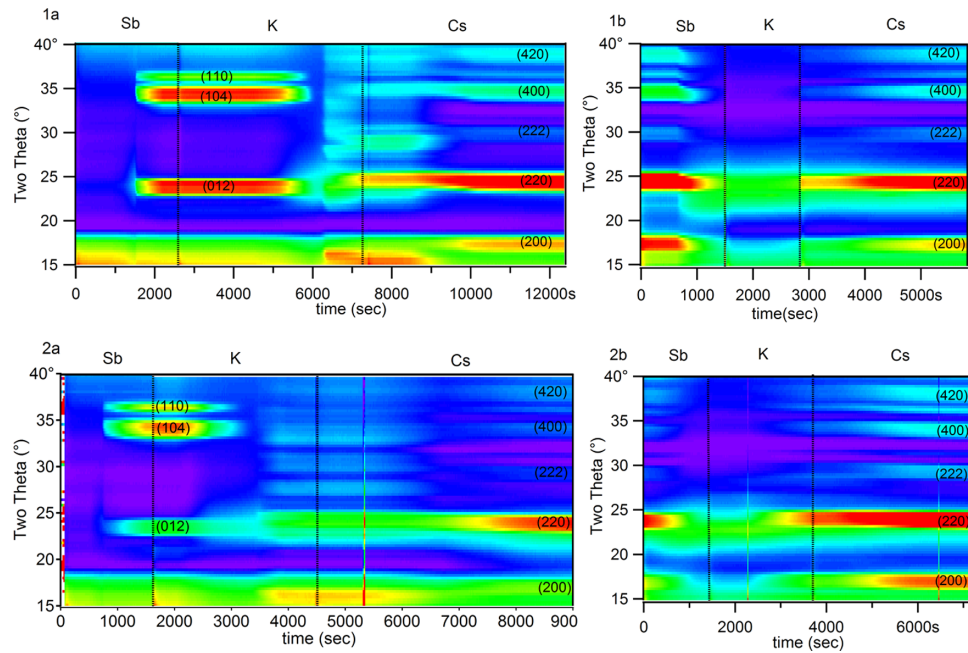 1a
Sb K Cs
40°
35
30
25
20
15
Two Theta (°)
(110)
(104)
(012)
(420)
(400)
(222)
(220)
(200)
0 2000 4000 6000 8000 10000 12000s
time (sec)
1b
Sb K Cs
40°
35
30
25
20
15
Two Theta (°)
(420)
(400)
(222)
(220)
(200)
0 1000 2000 3000 4000 5000s
time(sec)
2a
Sb K Cs
40°
35
30
25
20
15
Two Theta (°)
(110)
(104)
(012)
(420)
(400)
(222)
(220)
(200)
0 1000 2000 3000 4000 5000 6000 7000 8000 900
time (sec)
2b
Sb K Cs
40°
35
30
25
20
15
Two Theta (°)
(420)
(400)
(222)
(220)
(200)
0 2000 4000 6000s
time (sec)